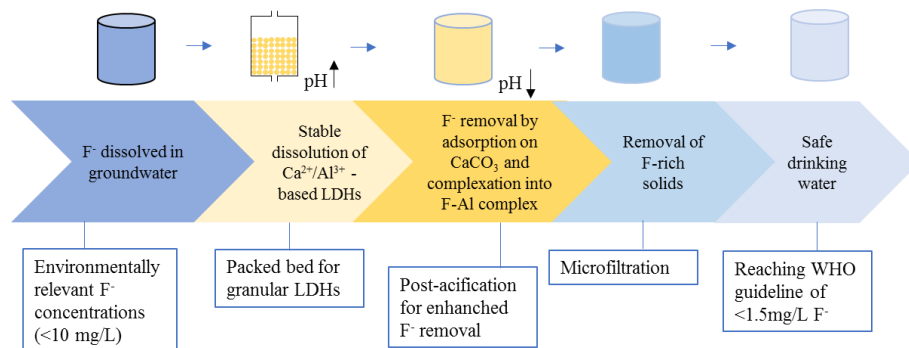 pH
pH
F⁻ dissolved in
groundwater
Stable
dissolution of
Ca²⁺/Al³⁺ -
based LDHs
F⁻ removal by
adsorption on
CaCO₃ and
complexation into
F-Al complex
Removal of
F-rich
solids
Safe
drinking
water
Environmentally
relevant F⁻
concentrations
(<10 mg/L)
Packed bed for
granular LDHs
Post-acification
for enhanched
F⁻ removal
Microfiltration
Reaching WHO
guideline of
<1.5mg/L F⁻